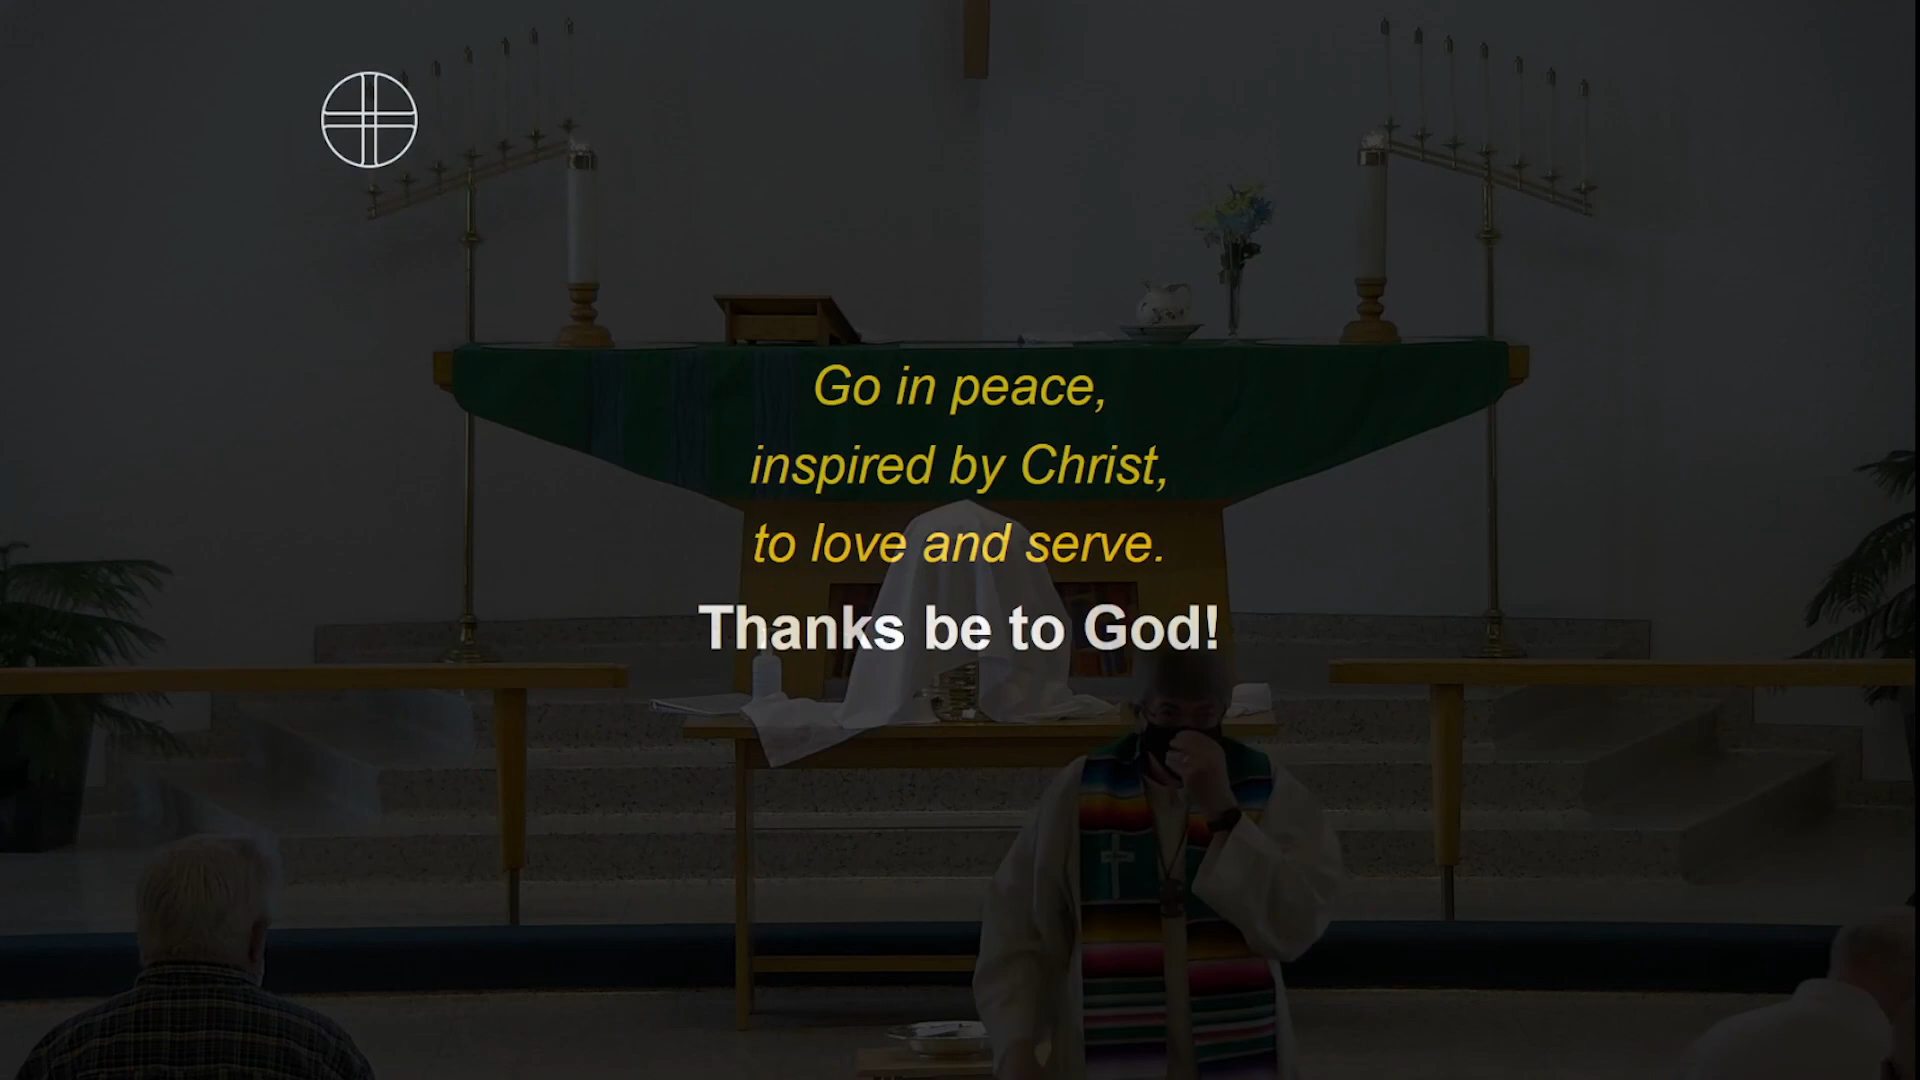 Go in peace,
inspired by Christ,
to love and serve.
Thanks be to God!